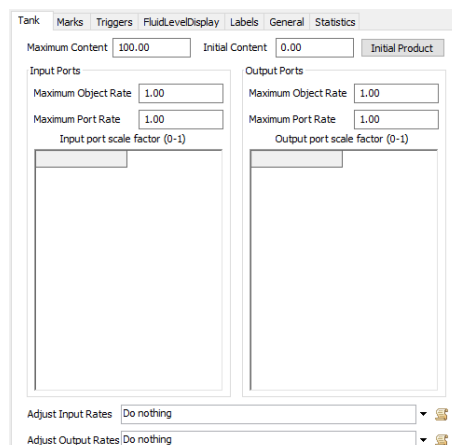 Tank Marks Triggers FluidLevelDisplay Labels General Statistics
Maximum Content 100.00 Initial Content 0.00 Initial Product
Input Ports Output Ports
Maximum Object Rate 1.00 Maximum Object Rate 1.00
Maximum Port Rate 1.00 Maximum Port Rate 1.00
Input port scale factor (0-1) Output port scale factor (0-1)
Adjust Input Rates Do nothing
Adjust Output Rates Do nothing